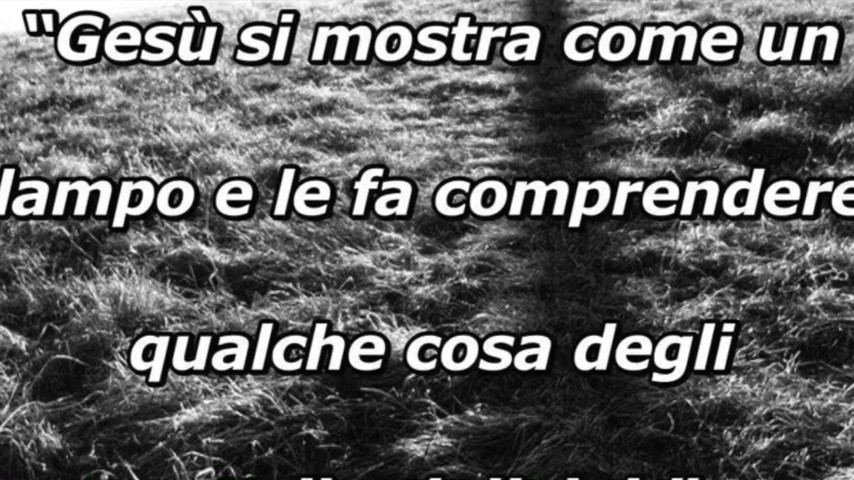 “Gesù si mostra come un
lampo e le fa comprendere
qualche cosa degli